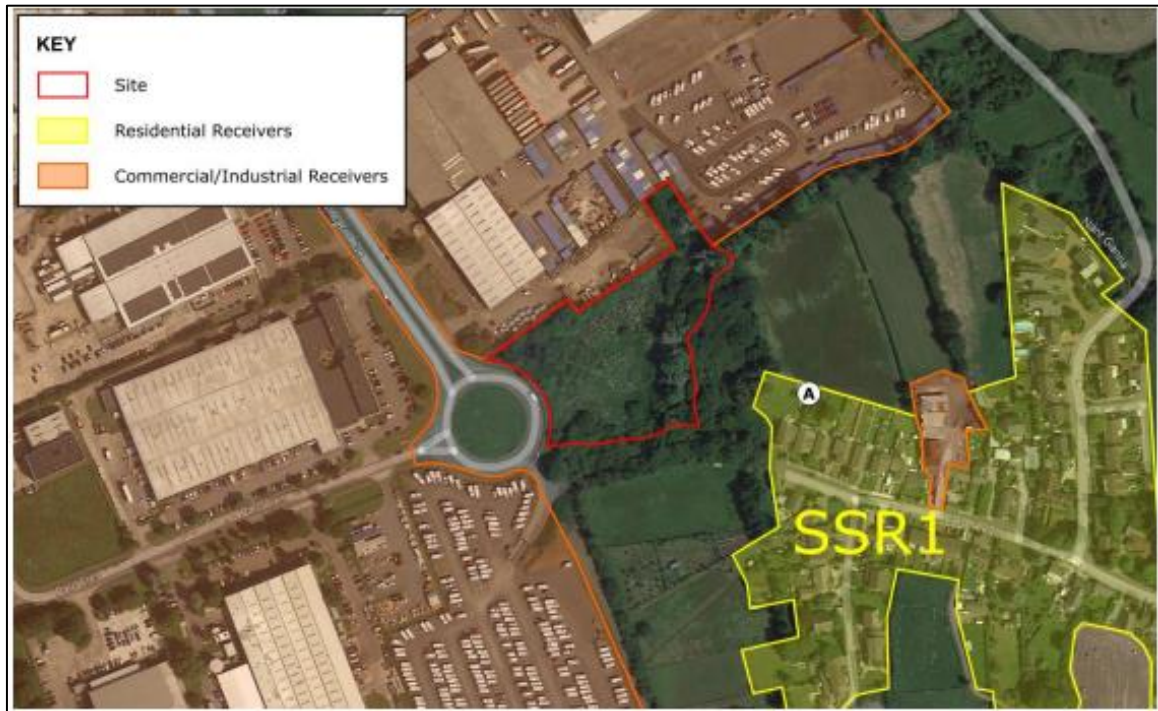 KEY
Site
Residential Receivers
Commercial/Industrial Receivers
A
SSR1